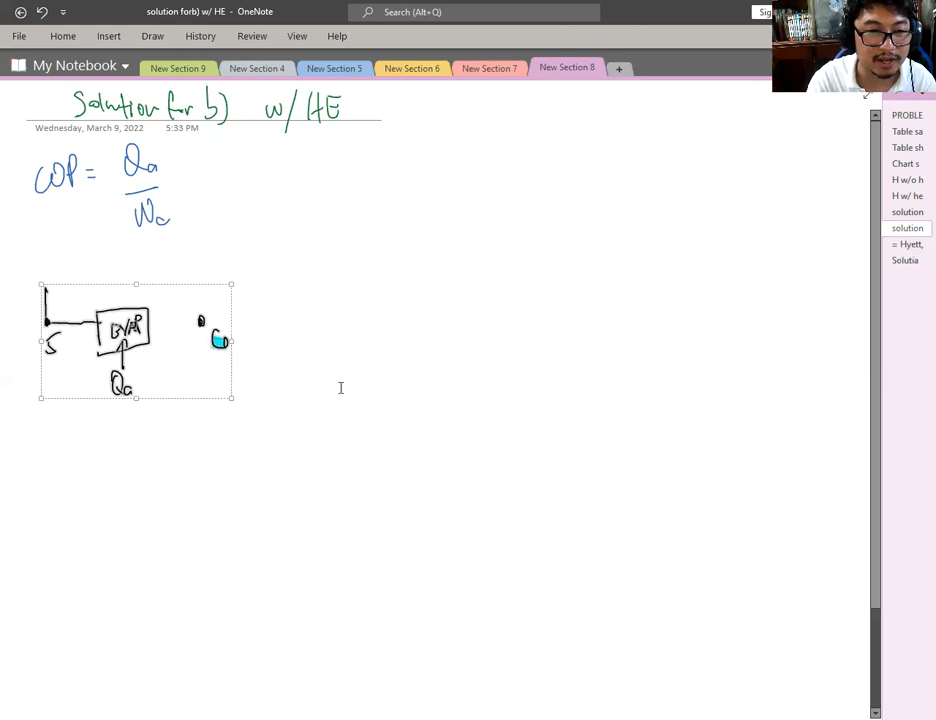 solution forb) w/ HE - OneNote
Search (Alt+Q)
File Home Insert Draw History Review View Help
My Notebook
New Section 9
New Section 4
New Section 5
New Section 6
New Section 7
New Section 8
+
Solution for b) w/ HE
Wednesday, March 9, 2022 5:33 PM
COP = Qa
Wc
5
EVAP
Qa
PROBLE
Table sa
Table sh
Chart s
H w/o h
H w/ he
solution
solution
= Hyett,
Solutia